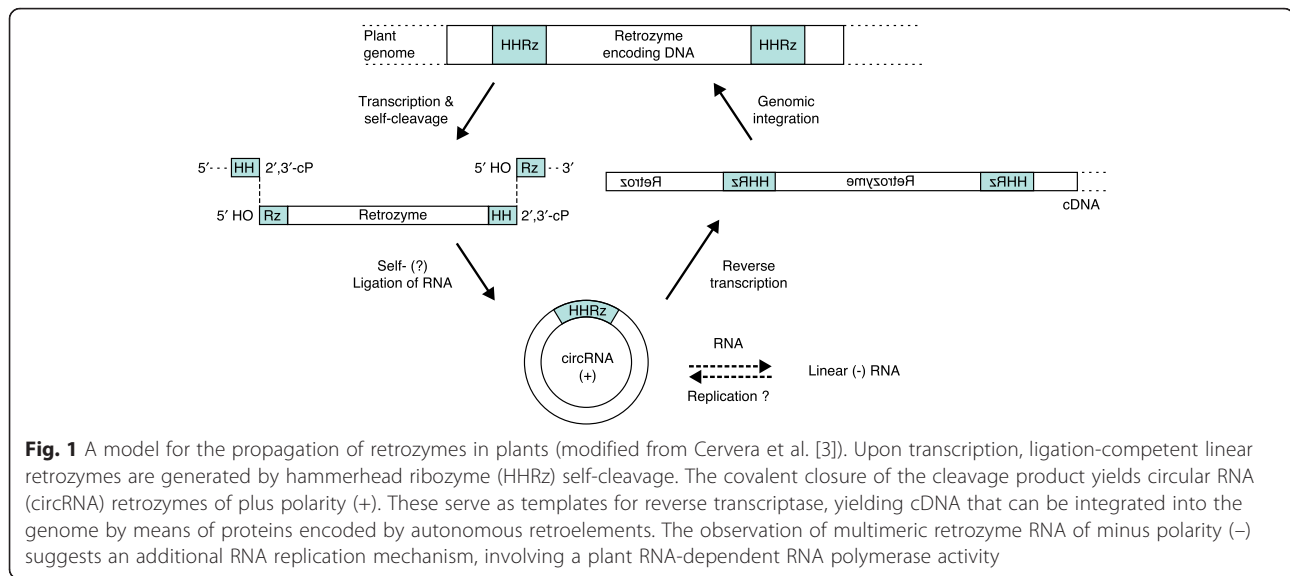 Plant
genome
HHRz
Retrozyme
encoding DNA
HHRz
Transcription &
self-cleavage
Genomic
integration
5′
HH
2′,3′-cP
5′ HO
Rz
3′
5′ HO
Rz
Retrozyme
HH
2′,3′-cP
Retroz
HHRz
Retrozyme
HHRz
cDNA
Self- (?)
Ligation of RNA
Reverse
transcription
HHRz
circRNA
(+)
RNA
Replication ?
Linear (-) RNA
Fig. 1 A model for the propagation of retrozymes in plants (modified from Cervera et al. [3]). Upon transcription, ligation-competent linear
retrozymes are generated by hammerhead ribozyme (HHRz) self-cleavage. The covalent closure of the cleavage product yields circular RNA
(circRNA) retrozymes of plus polarity (+). These serve as templates for reverse transcriptase, yielding cDNA that can be integrated into the
genome by means of proteins encoded by autonomous retroelements. The observation of multimeric retrozyme RNA of minus polarity (–)
suggests an additional RNA replication mechanism, involving a plant RNA-dependent RNA polymerase activity